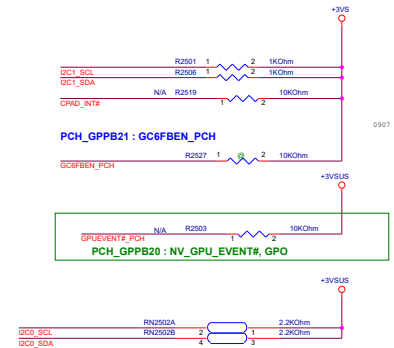 +3VS
R2501 1 2 1KOhm
I2C1_SCL
R2506 1 2 1KOhm
I2C1_SDA
N/A R2519 1 2 10KOhm
CPAD_INT#
0907
PCH_GPPB21 : GC6FBEN_PCH
R2527 1 @ 2 10KOhm
GC6FBEN_PCH
+3VSUS
N/A R2503 1 2 10KOhm
GPUEVENT#_PCH
PCH_GPPB20 : NV_GPU_EVENT#, GPO
+3VSUS
RN2502A 2 1 2.2KOhm
I2C0_SCL
RN2502B 4 3 2.2KOhm
I2C0_SDA